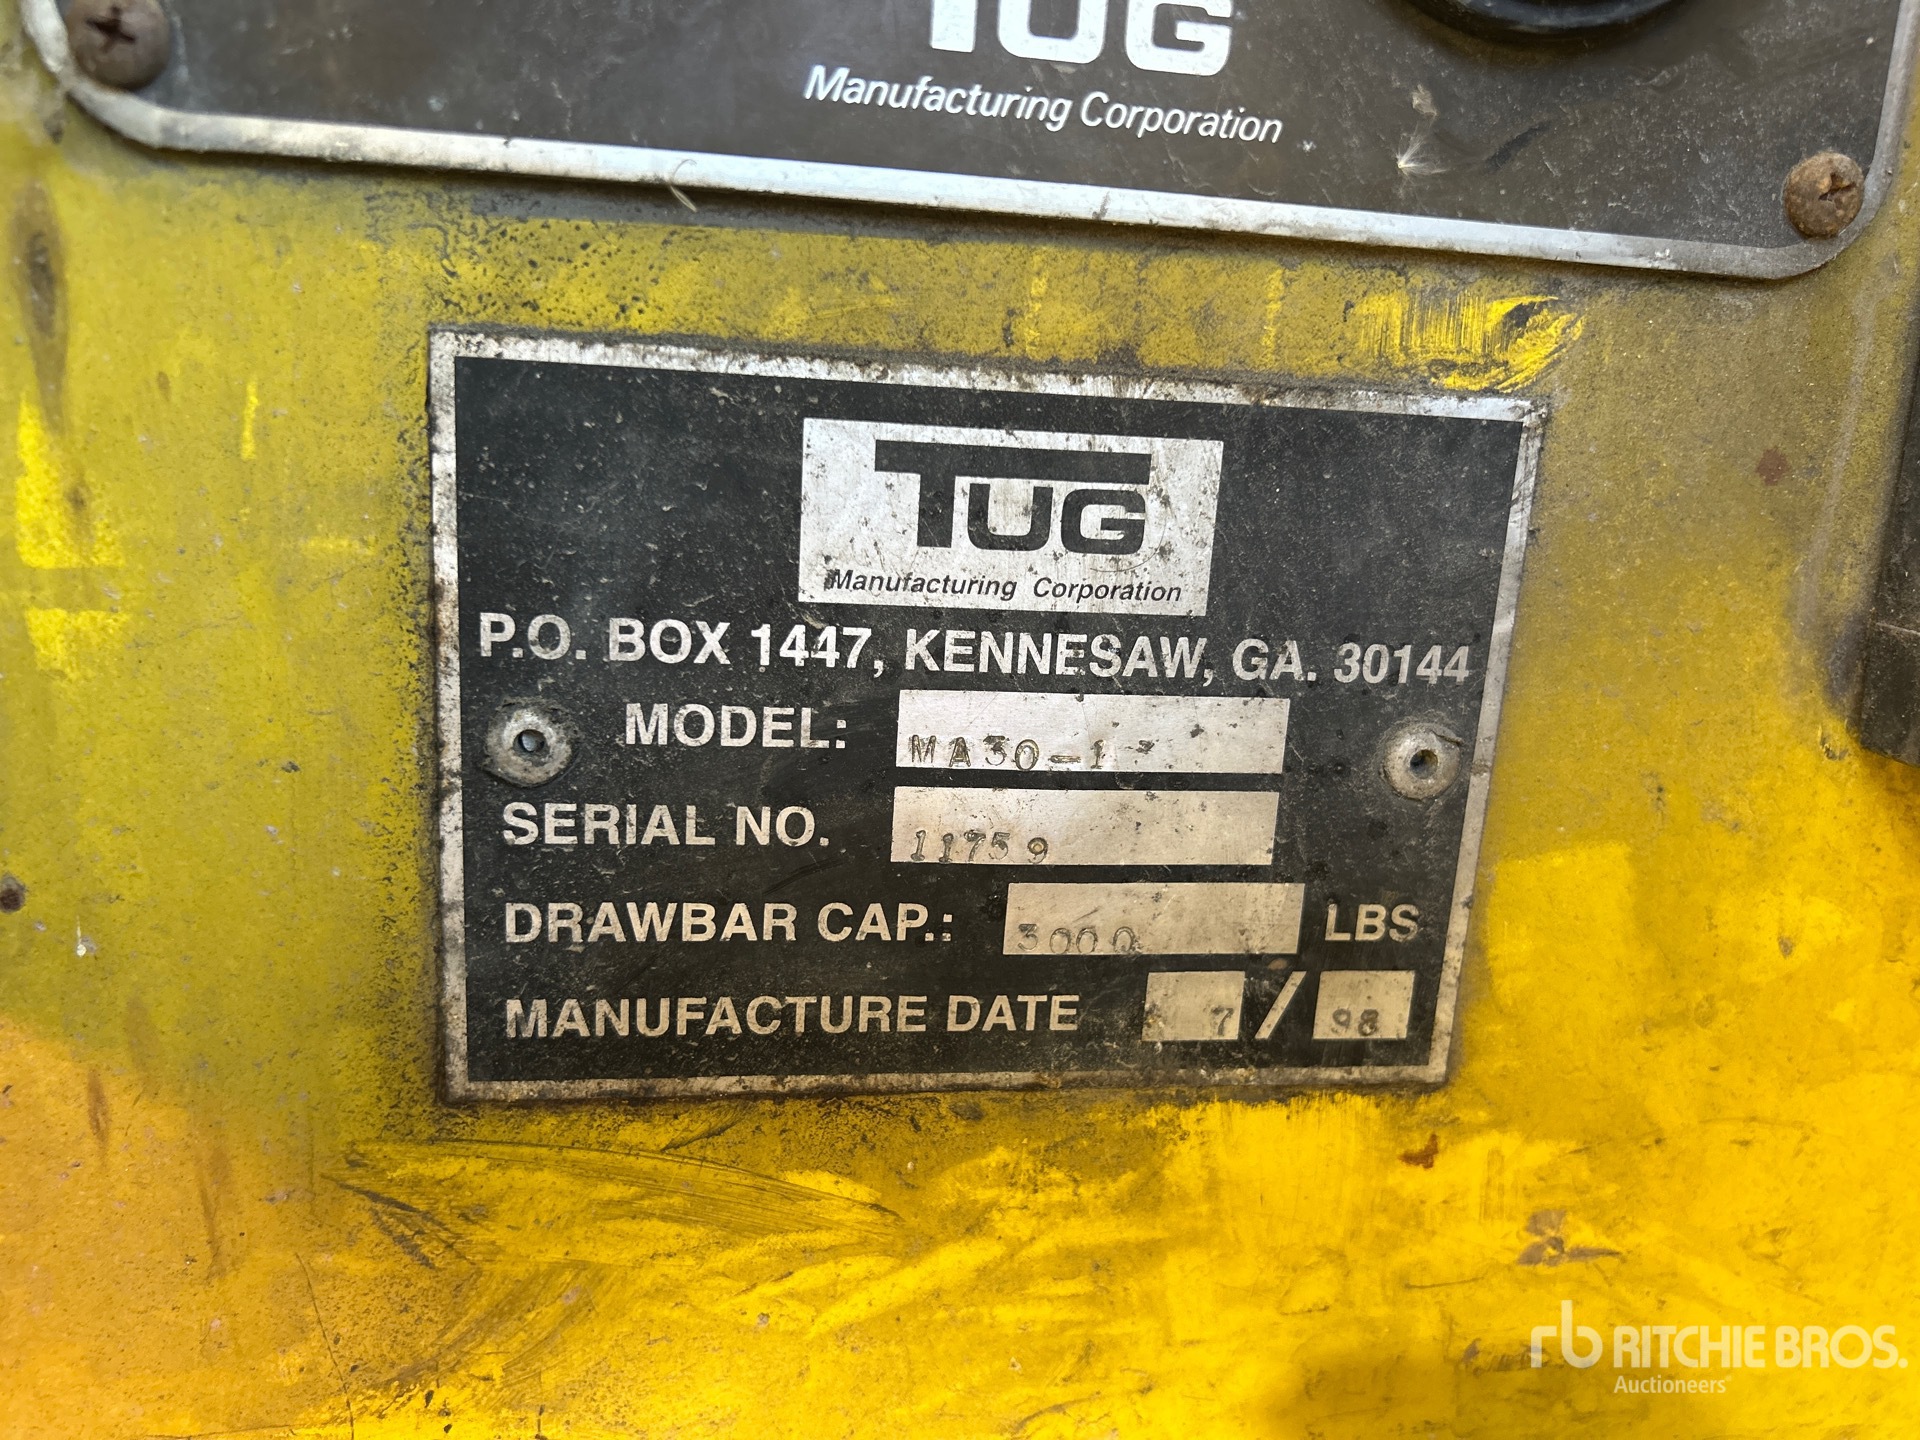 TUG
Manufacturing Corporation
TUG
Manufacturing Corporation
P.O. BOX 1447, KENNESAW, GA. 30144
MODEL: MA30-1
SERIAL NO. 11759
DRAWBAR CAP.: 3000 LBS
MANUFACTURE DATE 7 / 98
rb RITCHIE BROS.
Auctioneers